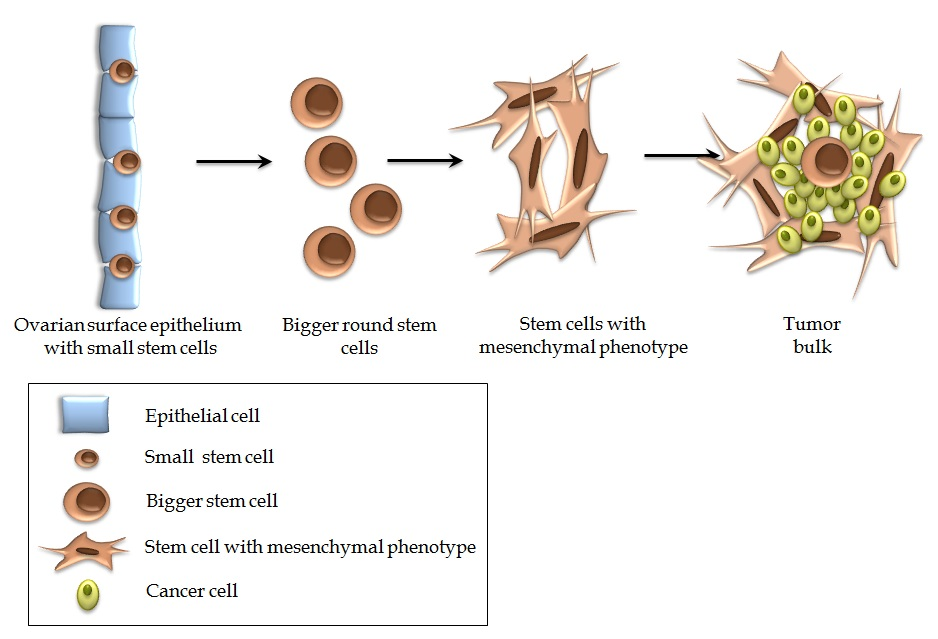 Ovarian surface epithelium
with small stem cells
Bigger round stem
cells
Stem cells with
mesenchymal phenotype
Tumor
bulk
Epithelial cell
Small stem cell
Bigger stem cell
Stem cell with mesenchymal phenotype
Cancer cell